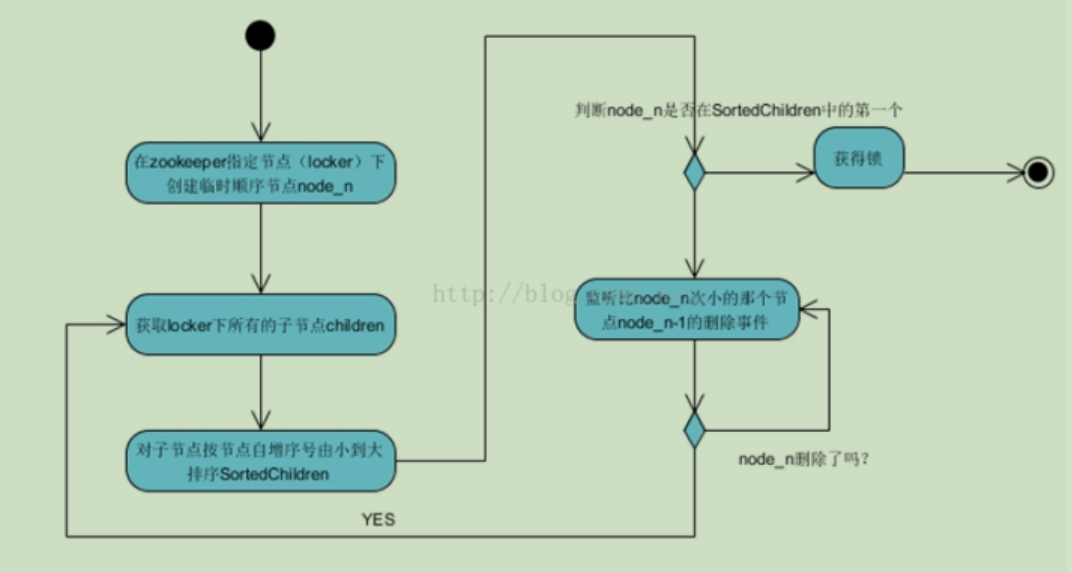 在zookeeper指定节点（locker）下
创建临时顺序节点node_n
获取locker下所有的子节点children
对子节点按节点自增序号由小到大
排序SortedChildren
判断node_n是否在SortedChildren中的第一个
获得锁
http://blog
监听比node_n次小的那个节
点node_n-1的删除事件
node_n删除了吗？
YES